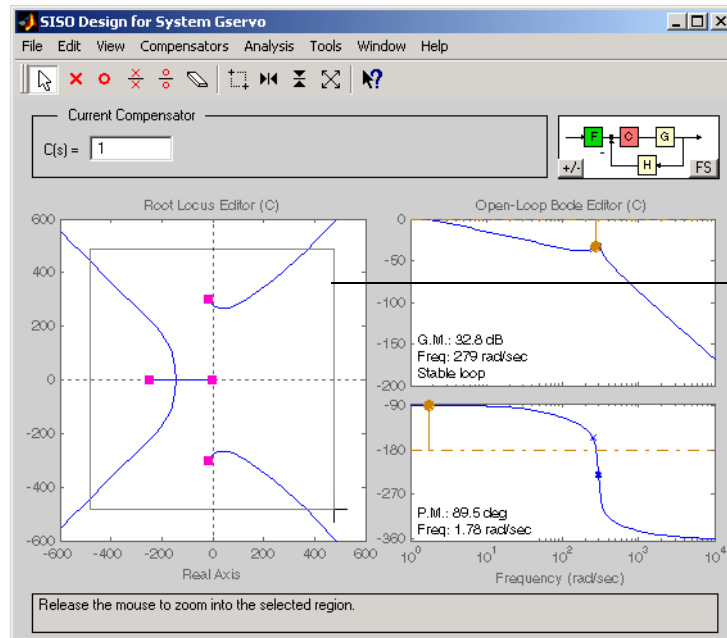 SISO Design for System Gservo
File Edit View Compensators Analysis Tools Window Help
Current Compensator
C(s) = 1
F C G
H
+/- FS
Root Locus Editor (C)
600
400
200
0
-200
-400
-600
-600 -400 -200 0 200 400 600
Real Axis
Open-Loop Bode Editor (C)
0
-50
-100
-150
-200
G.M.: 32.8 dB
Freq: 279 rad/sec
Stable loop
-90
-180
-270
-360
P.M.: 89.5 deg
Freq: 1.78 rad/sec
10^0 10^1 10^2 10^3 10^4
Frequency (rad/sec)
Release the mouse to zoom into the selected region.